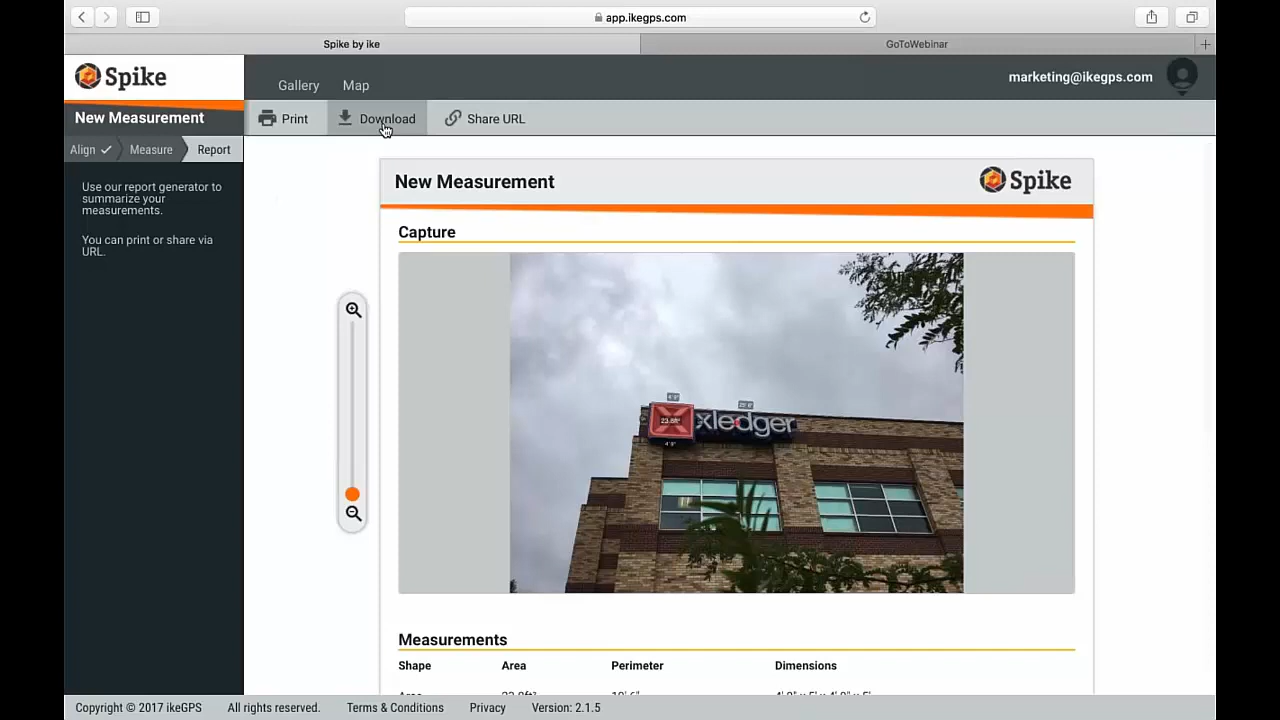 app.ikegps.com
Spike by ike
GoToWebinar
Spike
Gallery
Map
marketing@ikegps.com
New Measurement
Print
Download
Share URL
Align
Measure
Report
Use our report generator to
summarize your
measurements.
You can print or share via
URL.
New Measurement
Spike
Capture
xledger
Measurements
Shape
Area
Perimeter
Dimensions
Copyright © 2017 ikeGPS
All rights reserved.
Terms & Conditions
Privacy
Version: 2.1.5